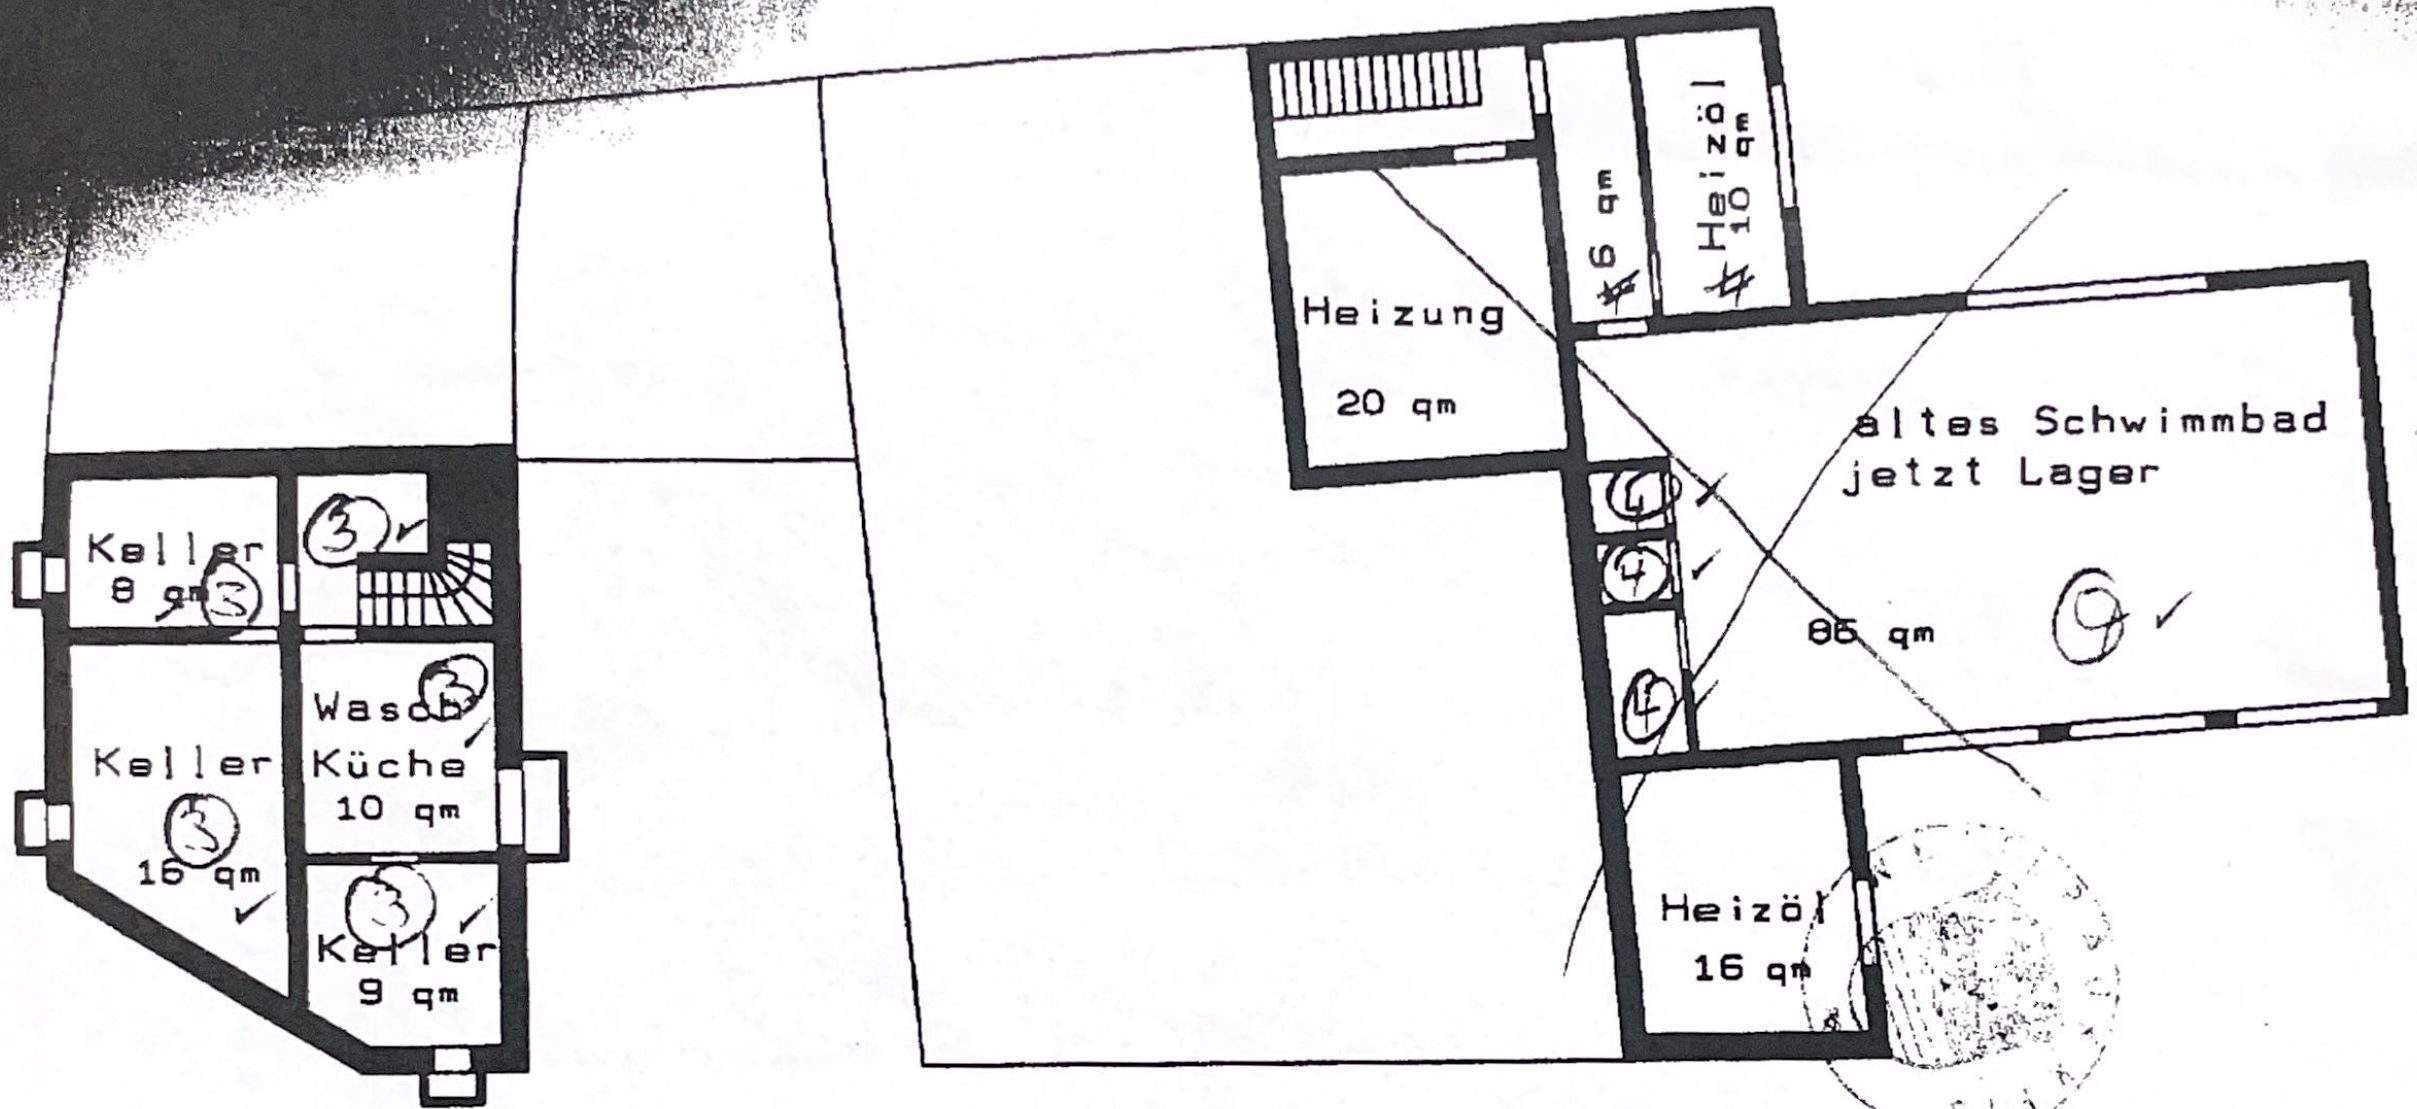 Keller
8 qm
3
3
Keller
3
16 qm
Wasch
3
Küche
10 qm
3
Keller
9 qm
Heizung
20 qm
6 qm
Heizöl
10 qm
altes Schwimmbad
jetzt Lager
86 qm
9
4
4
4
Heizöl
16 qm